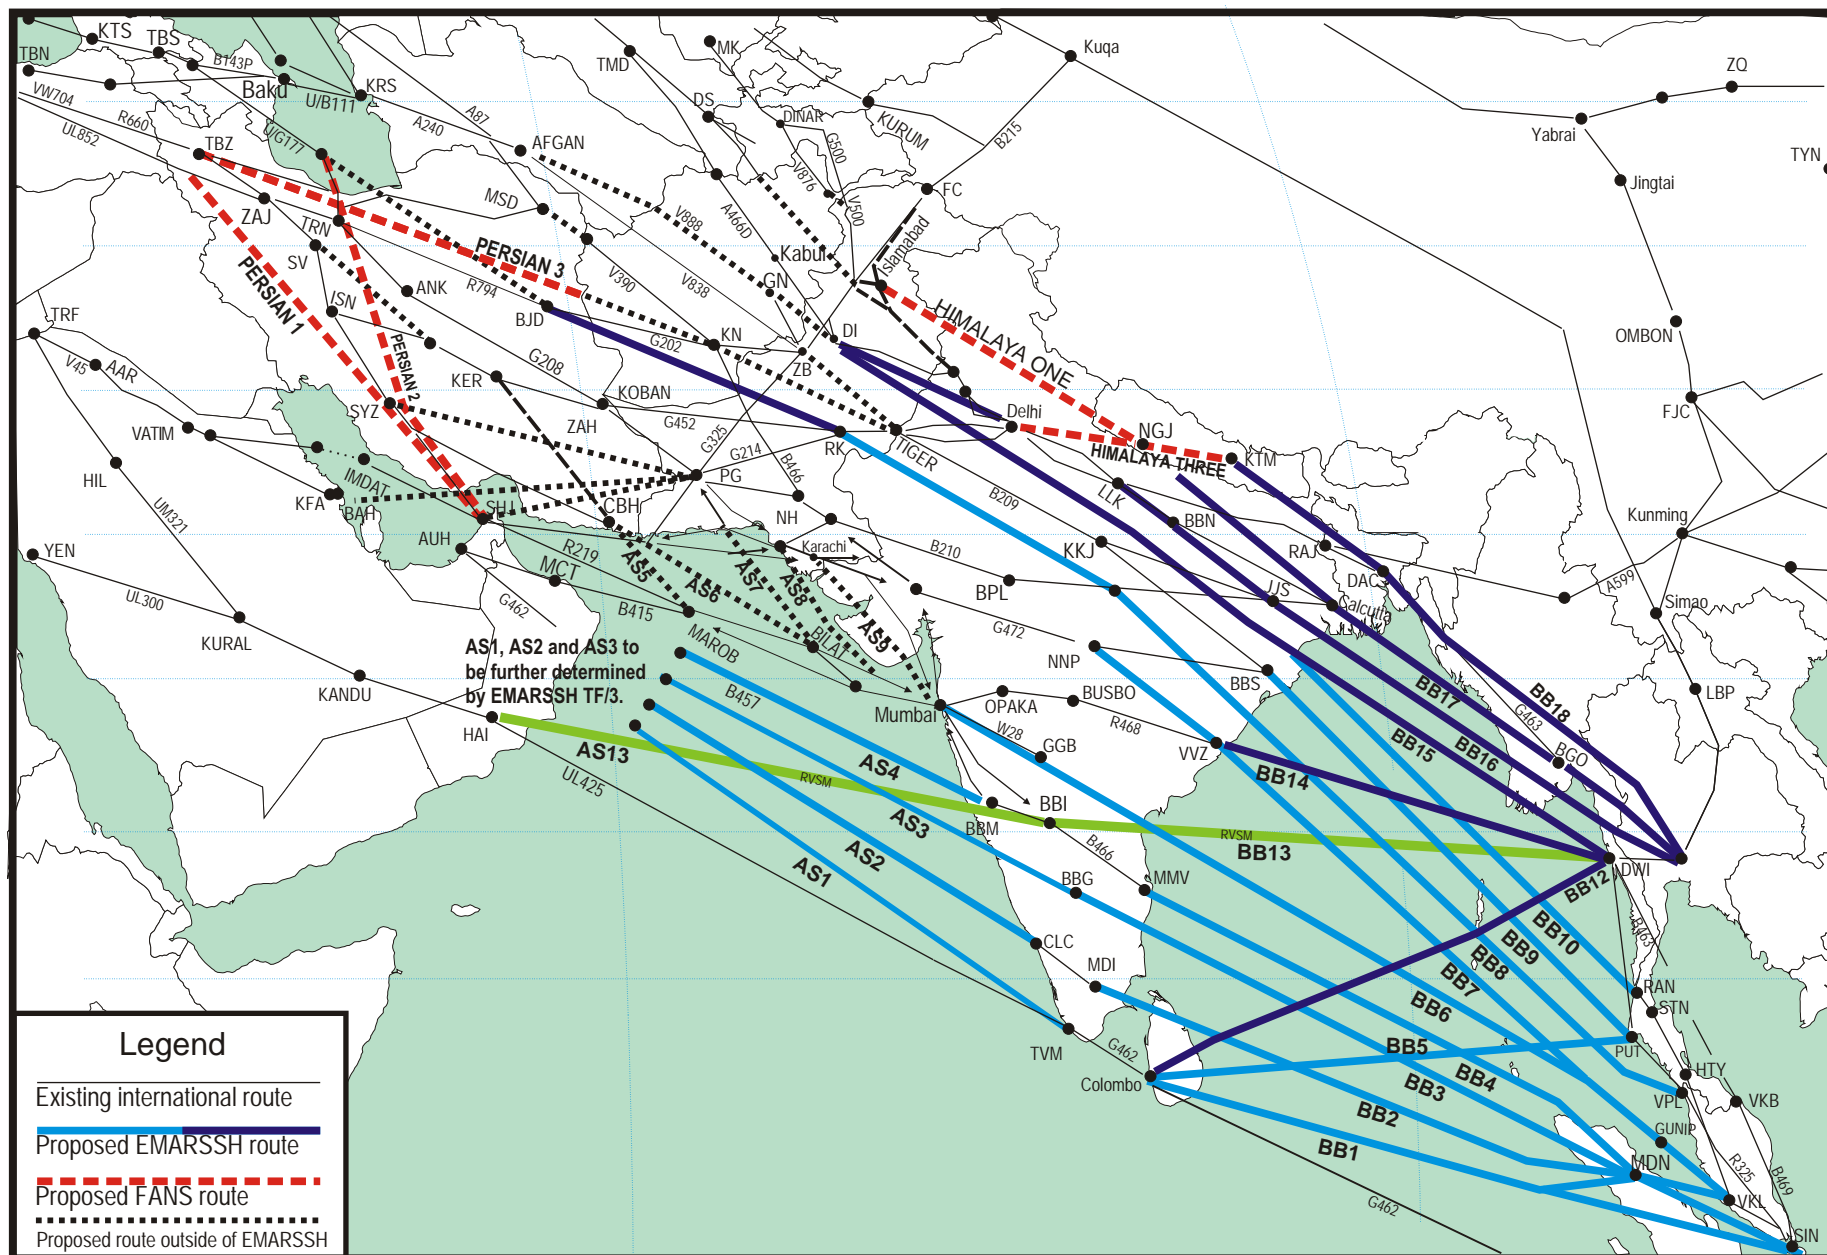 KTS
TBS
TBN
B143P
Baku
U/B111
KRS
VW704
UL852
R660
TBZ
U/G177
A240
A87
AFGAN
TMD
MK
DS
DINAR
G500
KURUM
B215
Kuqa
ZQ
Yabrai
TYN
Jingtai
V876
V500
FC
MSD
ZAJ
TRN
SV
V888
A466D
Kabul
GN
Islamabad
PERSIAN 1
PERSIAN 2
PERSIAN 3
V390
V838
ISN
ANK
R794
BJD
TRF
V45
AAR
G202
KN
DI
ZB
HIMALAYA ONE
OMBON
G208
KER
KOBAN
SYZ
ZAH
G452
G325
G214
RK
TIGER
Delhi
NGJ
KTM
HIMALAYA THREE
FJC
VATIM
HIL
UM321
IMDAT
KFA
BAH
SHJ
AUH
CBH
PG
B466
NH
Karachi
B209
LLK
BBN
RAJ
KKJ
Kunming
YEN
UL300
KURAL
R219
MCT
G462
B415
AS5
AS6
AS7
AS8
AS9
B210
BPL
G472
JJS
DAC
Calcutta
A599
Simao
AS1, AS2 and AS3 to
be further determined
by EMARSSH TF/3.
MAROB
BILAT
NNP
BBS
BUSBO
OPAKA
R468
KANDU
HAI
B457
Mumbai
W28
GGB
VVZ
BB14
BB17
BB18
G463
BB15
BB16
BGO
LBP
AS13
UL425
RVSM
AS4
AS3
AS2
AS1
BBM
BBI
B466
RVSM
BB13
DWI
BB12
BBG
MMV
CLC
MDI
B463
BB10
BB9
BB8
BB7
BB6
RAN
STN
PUT
TVM
G462
Colombo
BB5
BB4
BB3
BB2
BB1
HTY
VPL
VKB
GUNIP
MDN
R325
B469
VKL
G462
SIN
Legend
Existing international route
Proposed EMARSSH route
Proposed FANS route
Proposed route outside of EMARSSH